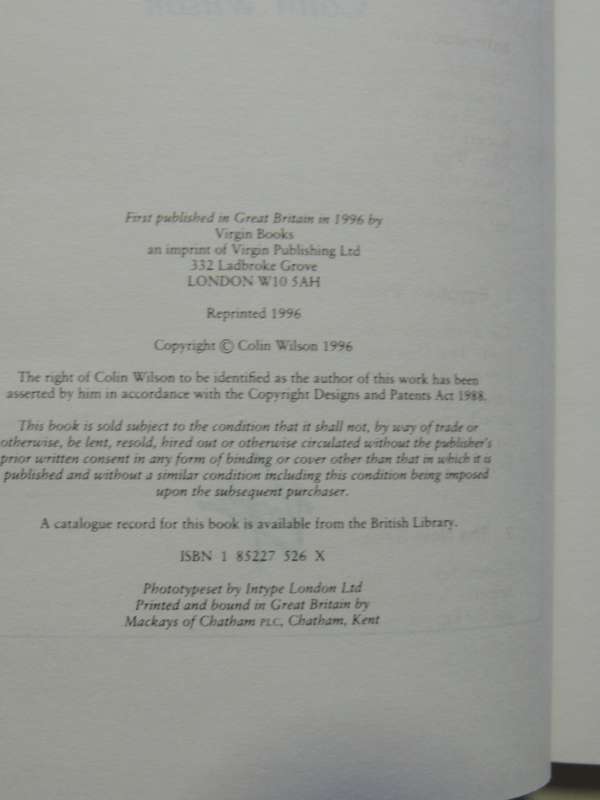 First published in Great Britain in 1996 by
Virgin Books
an imprint of Virgin Publishing Ltd
332 Ladbroke Grove
LONDON W10 5AH
Reprinted 1996
Copyright © Colin Wilson 1996
The right of Colin Wilson to be identified as the author of this work has been
asserted by him in accordance with the Copyright Designs and Patents Act 1988.
This book is sold subject to the condition that it shall not, by way of trade or
otherwise, be lent, resold, hired out or otherwise circulated without the publisher's
prior written consent in any form of binding or cover other than that in which it is
published and without a similar condition including this condition being imposed
upon the subsequent purchaser.
A catalogue record for this book is available from the British Library.
ISBN 1 85227 526 X
Phototypeset by Intype London Ltd
Printed and bound in Great Britain by
Mackays of Chatham PLC, Chatham, Kent